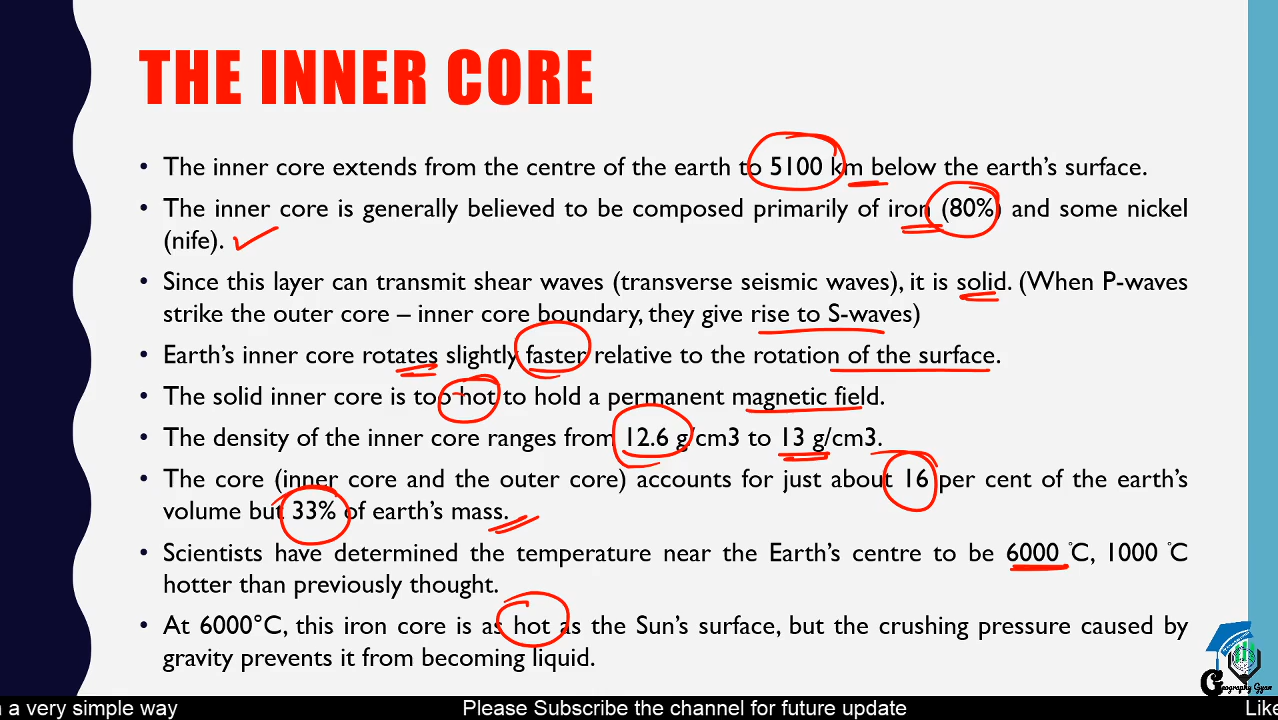 THE INNER CORE
• The inner core extends from the centre of the earth to 5100 km below the earth's surface.
• The inner core is generally believed to be composed primarily of iron (80%) and some nickel
(nife).
• Since this layer can transmit shear waves (transverse seismic waves), it is solid. (When P-waves
strike the outer core – inner core boundary, they give rise to S-waves)
• Earth's inner core rotates slightly faster relative to the rotation of the surface.
• The solid inner core is too hot to hold a permanent magnetic field.
• The density of the inner core ranges from 12.6 g/cm3 to 13 g/cm3.
• The core (inner core and the outer core) accounts for just about 16 per cent of the earth's
volume but 33% of earth's mass.
• Scientists have determined the temperature near the Earth's centre to be 6000 ͦC, 1000 ͦC
hotter than previously thought.
• At 6000°C, this iron core is as hot as the Sun's surface, but the crushing pressure caused by
gravity prevents it from becoming liquid.
Geography Gyan
a very simple way Please Subscribe the channel for future update Like